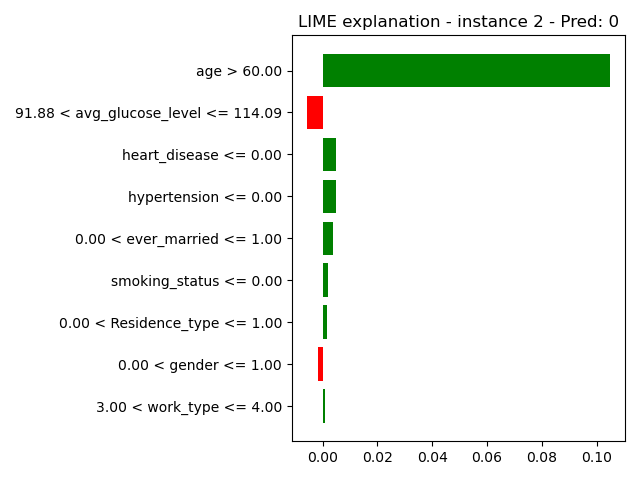 LIME explanation - instance 2 - Pred: 0
age > 60.00
91.88 < avg_glucose_level <= 114.09
heart_disease <= 0.00
hypertension <= 0.00
0.00 < ever_married <= 1.00
smoking_status <= 0.00
0.00 < Residence_type <= 1.00
0.00 < gender <= 1.00
3.00 < work_type <= 4.00
0.00 0.02 0.04 0.06 0.08 0.10